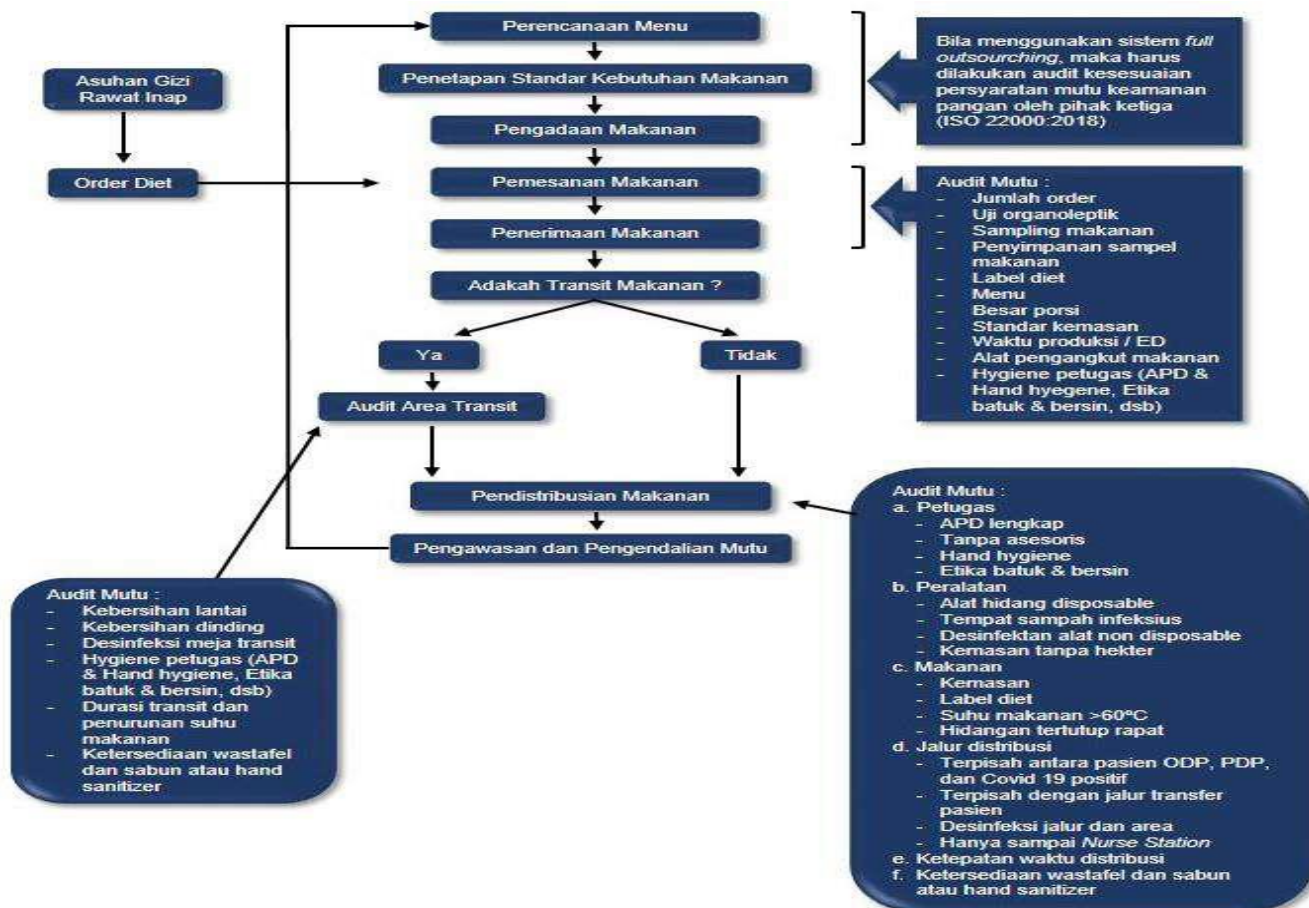 Perencanaan Menu
Penetapan Standar Kebutuhan Makanan
Pengadaan Makanan
Bila menggunakan sistem full
outsourching, maka harus
dilakukan audit kesesuaian
persyaratan mutu keamanan
pangan oleh pihak ketiga
(ISO 22000:2018)
Asuhan Gizi
Rawat Inap
Order Diet
Pemesanan Makanan
Penerimaan Makanan
Adakah Transit Makanan ?
Audit Mutu :
- Jumlah order
- Uji organoleptik
- Sampling makanan
- Penyimpanan sampel
makanan
- Label diet
- Menu
- Besar porsi
- Standar kemasan
- Waktu produksi / ED
- Alat pengangkut makanan
- Hygiene petugas (APD &
Hand hyegene, Etika
batuk & bersin, dsb)
Ya
Tidak
Audit Area Transit
Pendistribusian Makanan
Pengawasan dan Pengendalian Mutu
Audit Mutu :
- Kebersihan lantai
- Kebersihan dinding
- Desinfeksi meja transit
- Hygiene petugas (APD
& Hand hygiene, Etika
batuk & bersin, dsb)
- Durasi transit dan
penurunan suhu
makanan
- Ketersediaan wastafel
dan sabun atau hand
sanitizer
Audit Mutu :
a. Petugas
- APD lengkap
- Tanpa asesoris
- Hand hygiene
- Etika batuk & bersin
b. Peralatan
- Alat hidang disposable
- Tempat sampah infeksius
- Desinfektan alat non disposable
- Kemasan tanpa hekter
c. Makanan
- Kemasan
- Label diet
- Suhu makanan >60ºC
- Hidangan tertutup rapat
d. Jalur distribusi
- Terpisah antara pasien ODP, PDP,
dan Covid 19 positif
- Terpisah dengan jalur transfer
pasien
- Desinfeksi jalur dan area
- Hanya sampai Nurse Station
e. Ketepatan waktu distribusi
f. Ketersediaan wastafel dan sabun
atau hand sanitizer